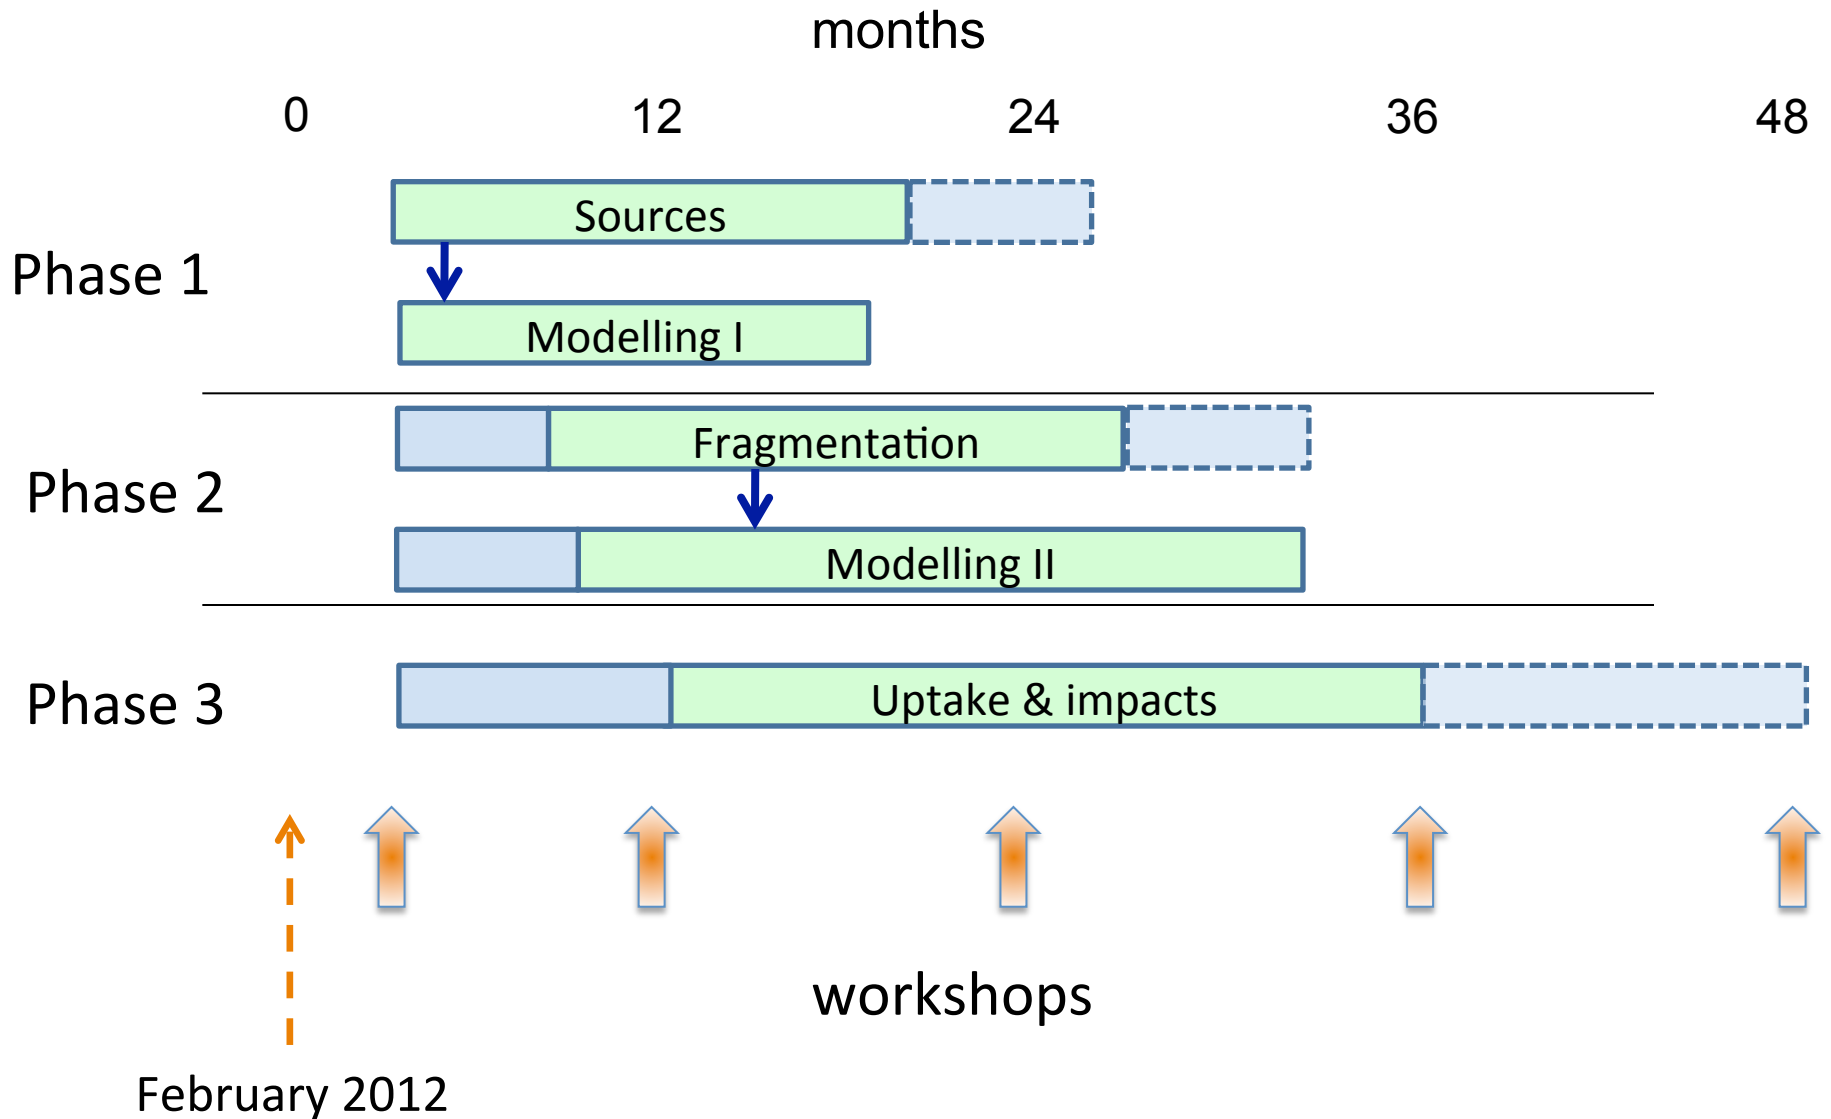 months
0 12 24 36 48
Sources
Phase 1
Modelling I
Fragmentation
Phase 2
Modelling II
Phase 3
Uptake & impacts
workshops
February 2012